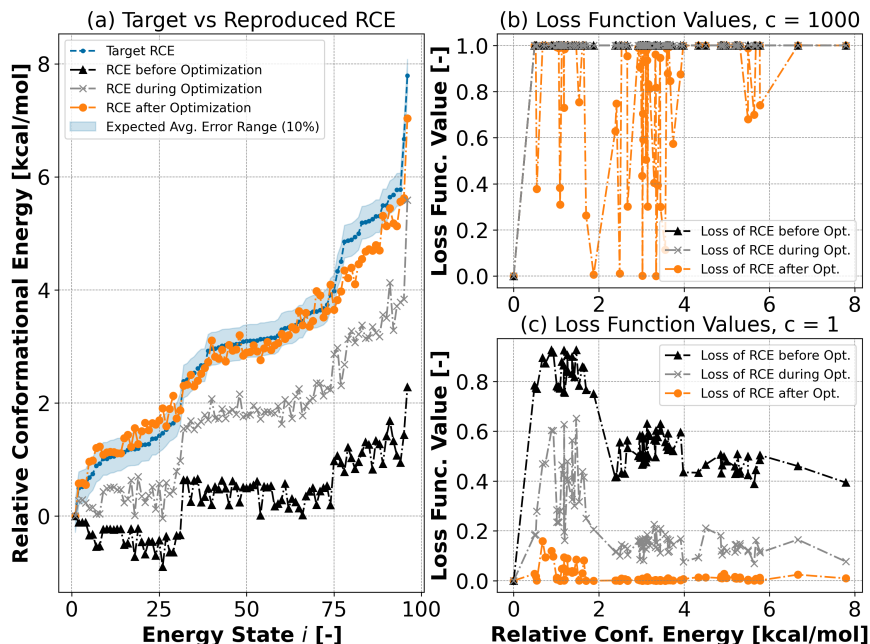 (a) Target vs Reproduced RCE
Relative Conformational Energy [kcal/mol]
8
6
4
2
0
Target RCE
RCE before Optimization
RCE during Optimization
RCE after Optimization
Expected Avg. Error Range (10%)
0
25
50
75
100
Energy State i [-]
(b) Loss Function Values, c = 1000
Loss Func. Value [-]
1.0
0.8
0.6
0.4
0.2
0.0
Loss of RCE before Opt.
Loss of RCE during Opt.
Loss of RCE after Opt.
0
2
4
6
8
(c) Loss Function Values, c = 1
Loss Func. Value [-]
0.8
0.6
0.4
0.2
0.0
Loss of RCE before Opt.
Loss of RCE during Opt.
Loss of RCE after Opt.
0
2
4
6
8
Relative Conf. Energy [kcal/mol]